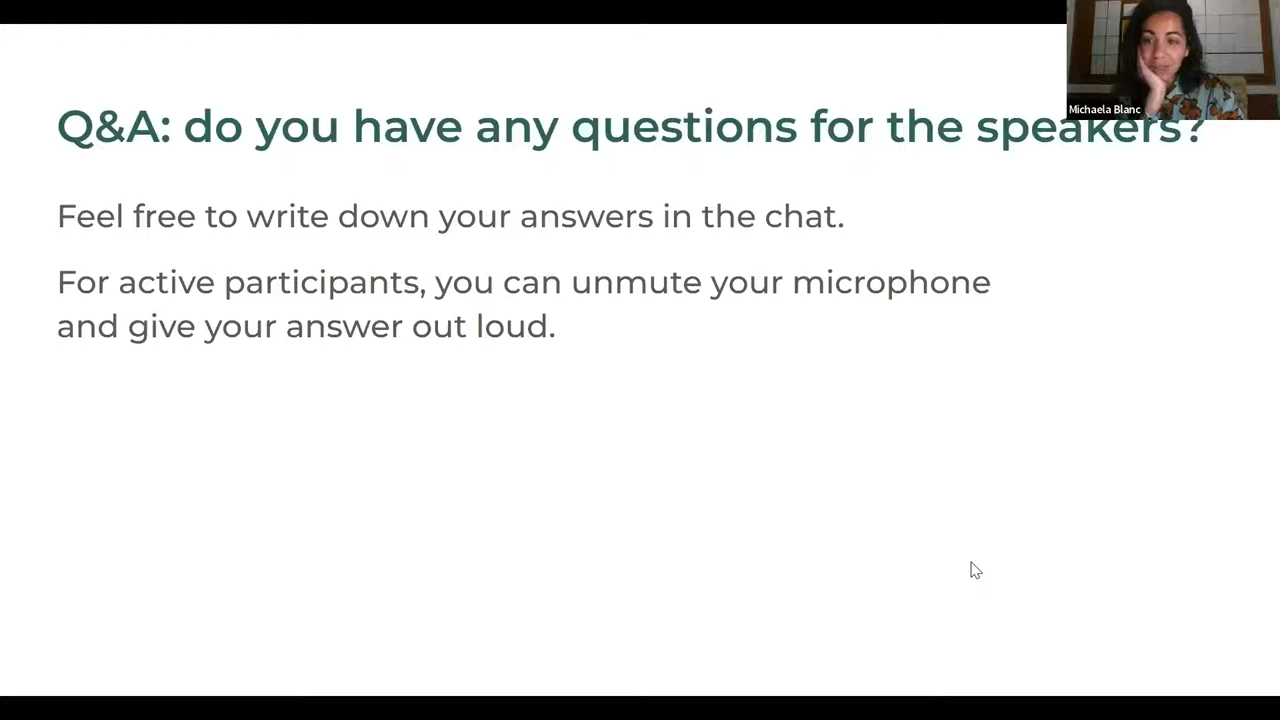 Michaela Blanc
Q&A: do you have any questions for the speakers?
Feel free to write down your answers in the chat.
For active participants, you can unmute your microphone
and give your answer out loud.